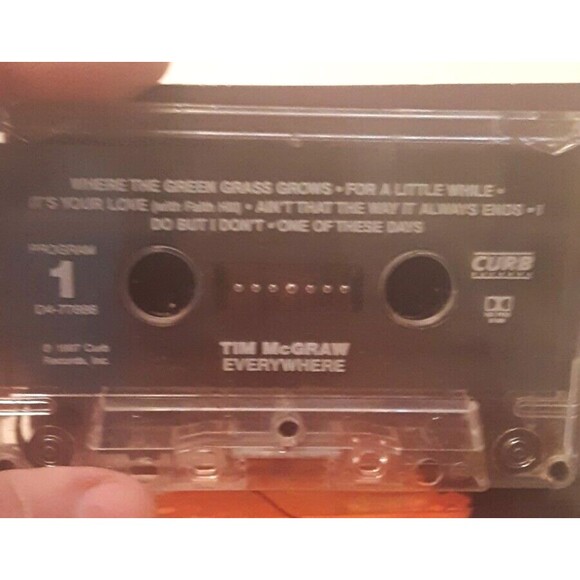 WHERE THE GREEN GRASS GROWS • FOR A LITTLE WHILE •
IT'S YOUR LOVE (with Faith Hill) • AIN'T THAT THE WAY IT ALWAYS ENDS • I
DO BUT I DON'T • ONE OF THESE DAYS
PROGRAM
1
CURB
RECORDS
© 1997 Curb
Records, Inc.
TIM McGRAW
EVERYWHERE